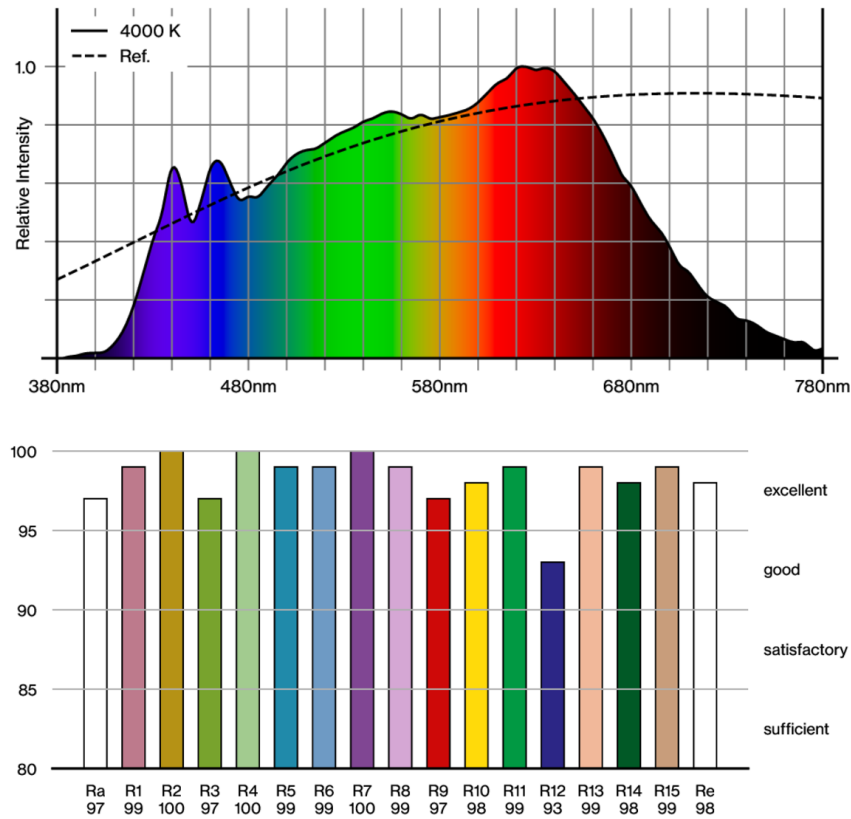 4000 K
Ref.
1.0
Relative Intensity
380nm 480nm 580nm 680nm 780nm
100
excellent
95
good
90
satisfactory
85
sufficient
80
Ra R1 R2 R3 R4 R5 R6 R7 R8 R9 R10 R11 R12 R13 R14 R15 Re
97 99 100 97 100 99 99 100 99 97 98 99 93 99 98 99 98